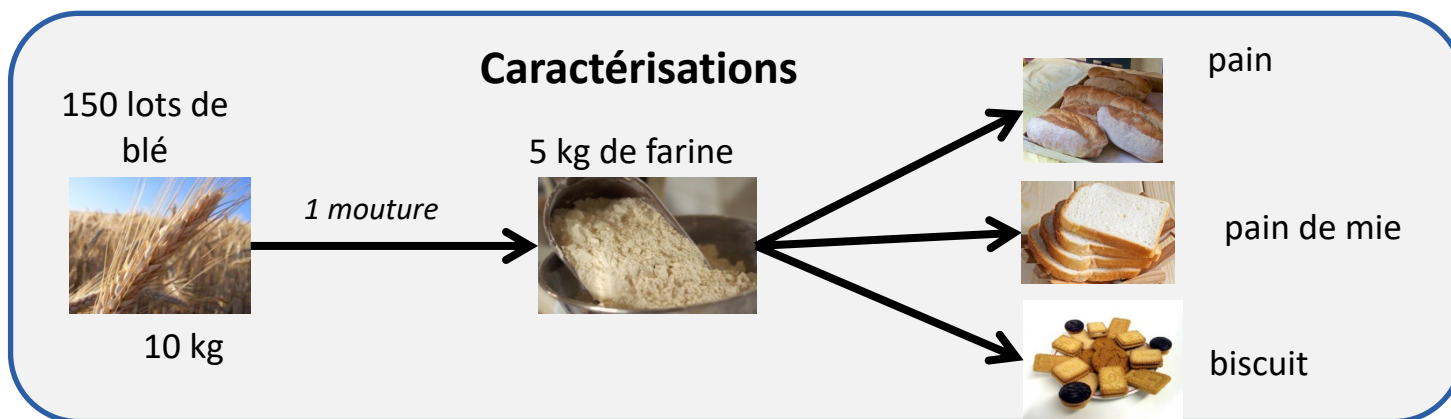 Caractérisations
150 lots de
blé
10 kg
1 mouture
5 kg de farine
pain
pain de mie
biscuit